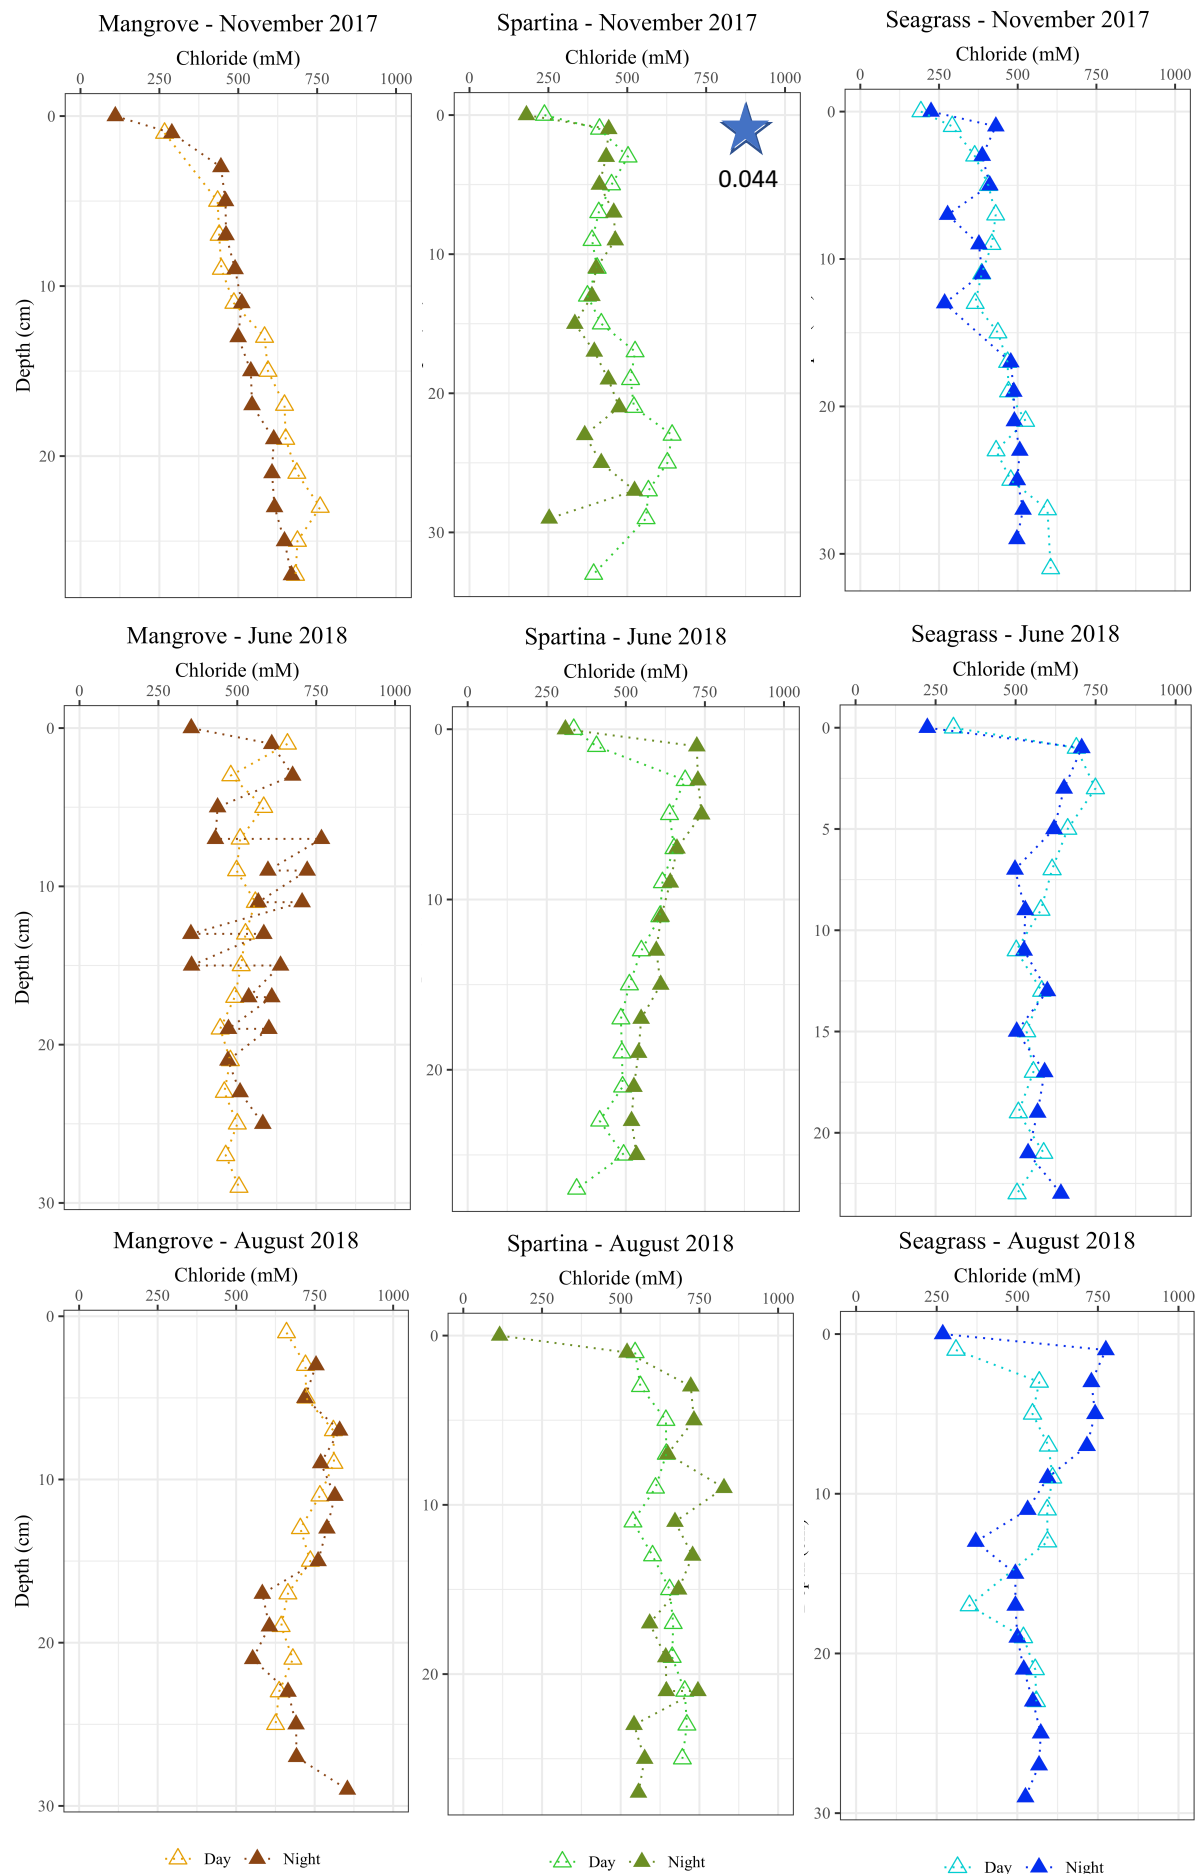 Mangrove - November 2017
Chloride (mM)
0 250 500 750 1000
0
10
20
Depth (cm)
Spartina - November 2017
Chloride (mM)
0 250 500 750 1000
0
10
20
30
0.044
Seagrass - November 2017
Chloride (mM)
0 250 500 750 1000
0
10
20
30
Mangrove - June 2018
Chloride (mM)
0 250 500 750 1000
0
10
20
30
Depth (cm)
Spartina - June 2018
Chloride (mM)
0 250 500 750 1000
0
10
20
Seagrass - June 2018
Chloride (mM)
0 250 500 750 1000
0
5
10
15
20
Mangrove - August 2018
Chloride (mM)
0 250 500 750 1000
0
10
20
30
Depth (cm)
Spartina - August 2018
Chloride (mM)
0 250 500 750 1000
0
10
20
Seagrass - August 2018
Chloride (mM)
0 250 500 750 1000
0
10
20
30
Day Night
Day Night
Day Night